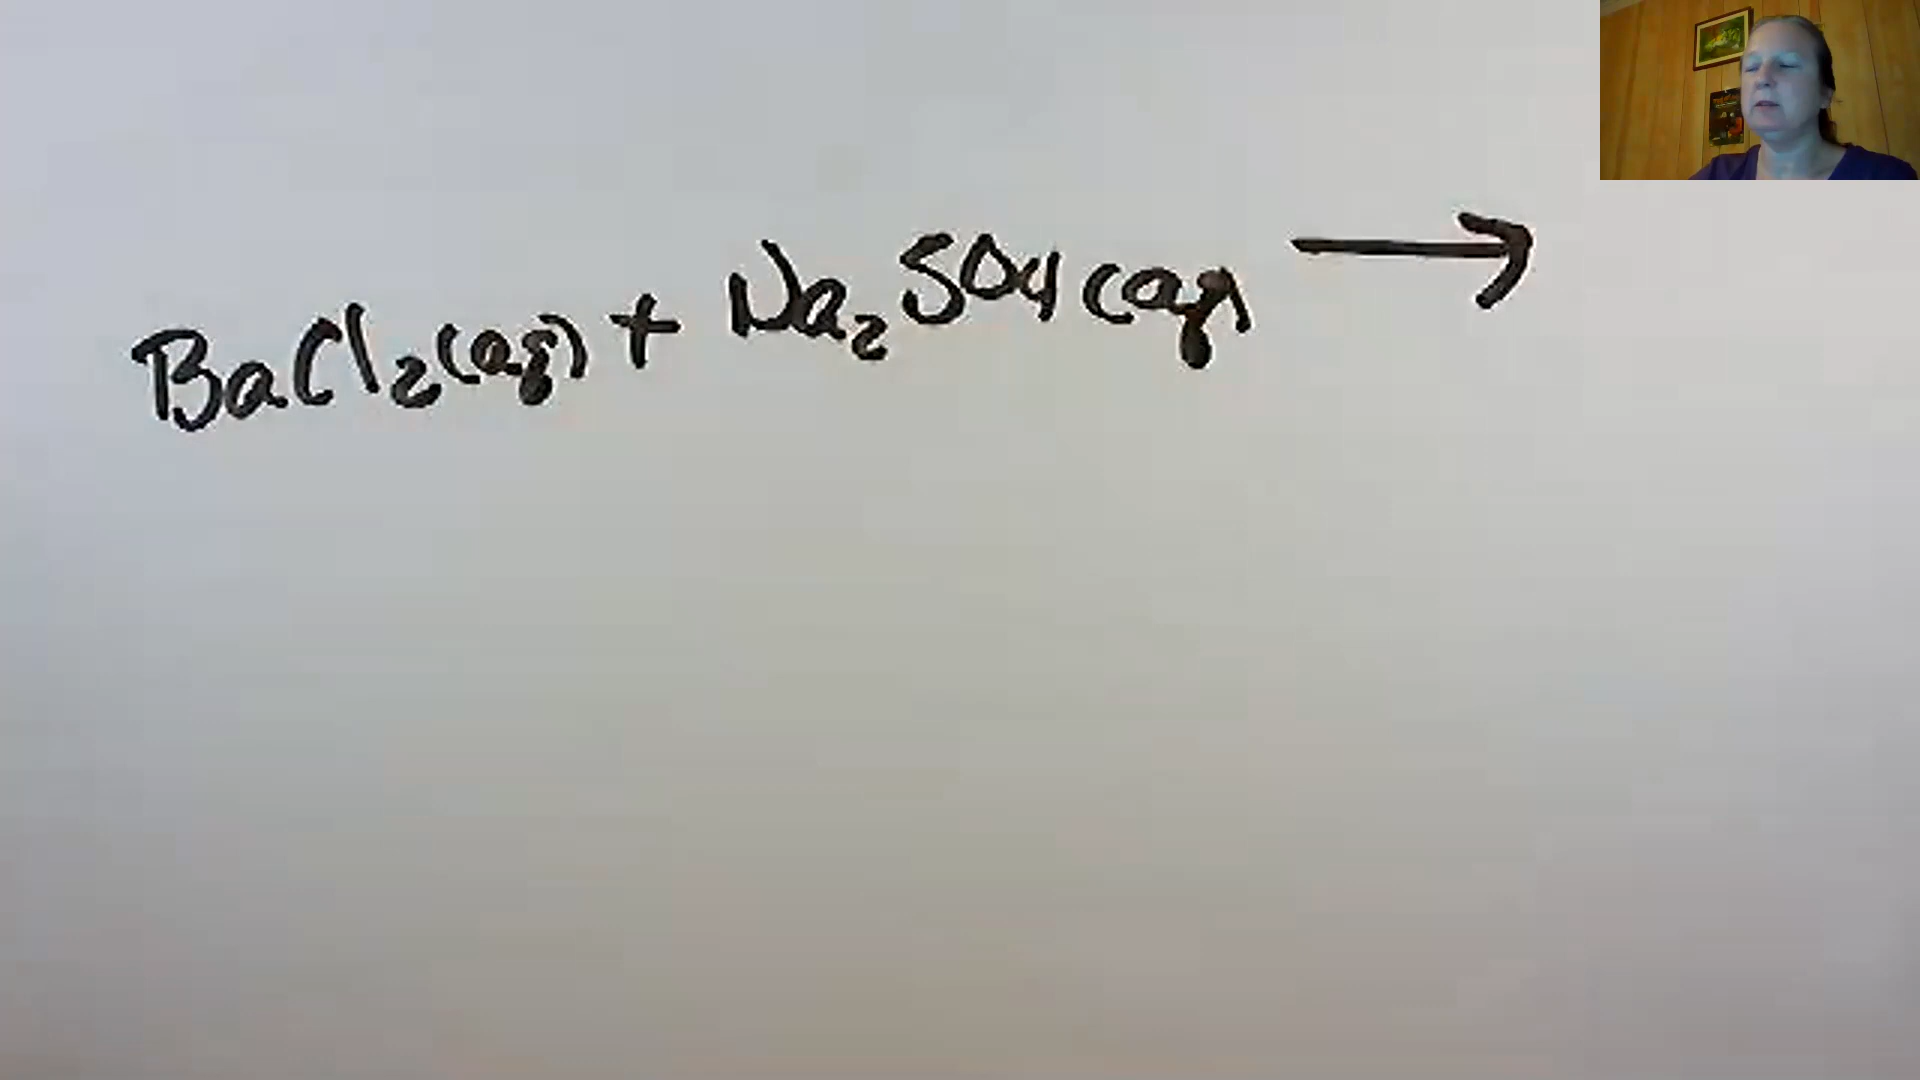 BaCl₂(aq) + Na₂SO₄(aq) →